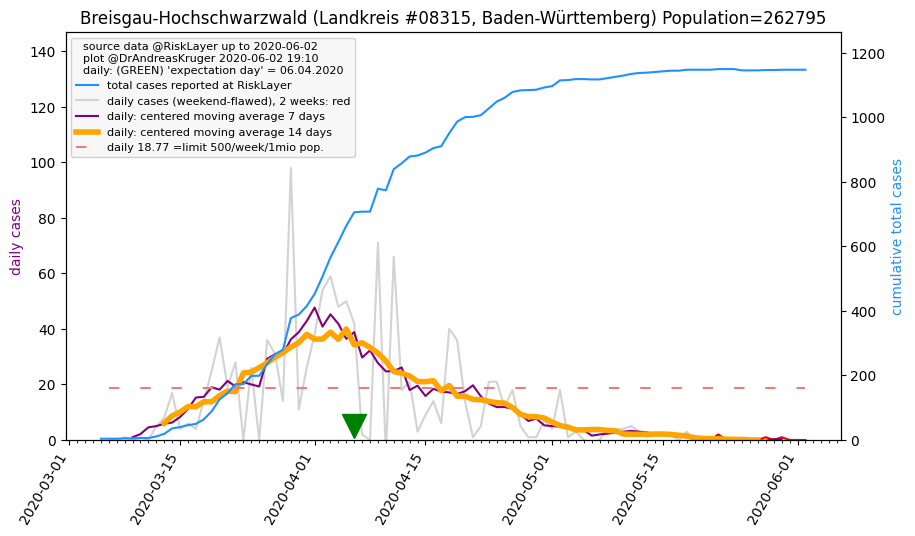 Breisgau-Hochschwarzwald (Landkreis #08315, Baden-Württemberg) Population=262795
source data @RiskLayer up to 2020-06-02
plot @DrAndreasKruger 2020-06-02 19:10
daily: (GREEN) 'expectation day' = 06.04.2020
total cases reported at RiskLayer
daily cases (weekend-flawed), 2 weeks: red
daily: centered moving average 7 days
daily: centered moving average 14 days
daily 18.77 =limit 500/week/1mio pop.
daily cases
140
120
100
80
60
40
20
0
1200
1000
800
600
400
200
0
cumulative total cases
2020-03-01
2020-03-15
2020-04-01
2020-04-15
2020-05-01
2020-05-15
2020-06-01